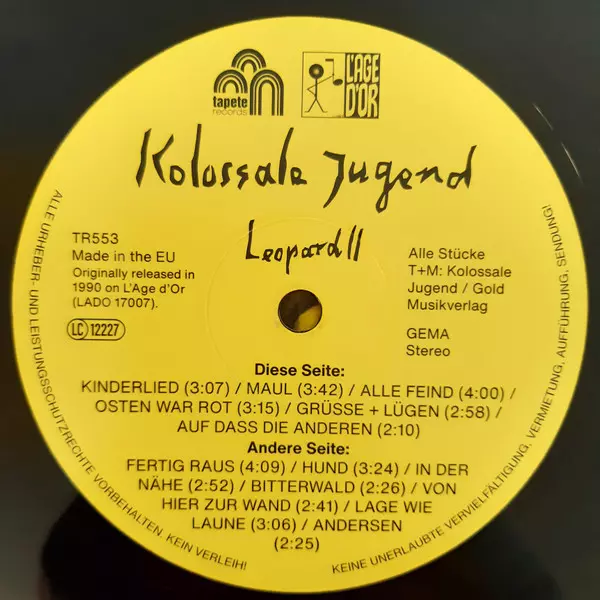 tapete
records
L'AGE
D'OR
Kolossale Jugend
Leopard II
TR553
Made in the EU
Originally released in
1990 on L'Age d'Or
(LADO 17007).
LC 12227
Alle Stücke
T+M: Kolossale
Jugend / Gold
Musikverlag
GEMA
Stereo
Diese Seite:
KINDERLIED (3:07) / MAUL (3:42) / ALLE FEIND (4:00) /
OSTEN WAR ROT (3:15) / GRÜSSE + LÜGEN (2:58) /
AUF DASS DIE ANDEREN (2:10)
Andere Seite:
FERTIG RAUS (4:09) / HUND (3:24) / IN DER
NÄHE (2:52) / BITTERWALD (2:26) / VON
HIER ZUR WAND (2:41) / LAGE WIE
LAUNE (3:06) / ANDERSEN
(2:25)
ALLE URHEBER- UND LEISTUNGSSCHUTZRECHTE VORBEHALTEN. KEIN VERLEIH!
KEINE UNERLAUBTE VERVIELFÄLTIGUNG, VERMIETUNG, AUFFÜHRUNG, SENDUNG!